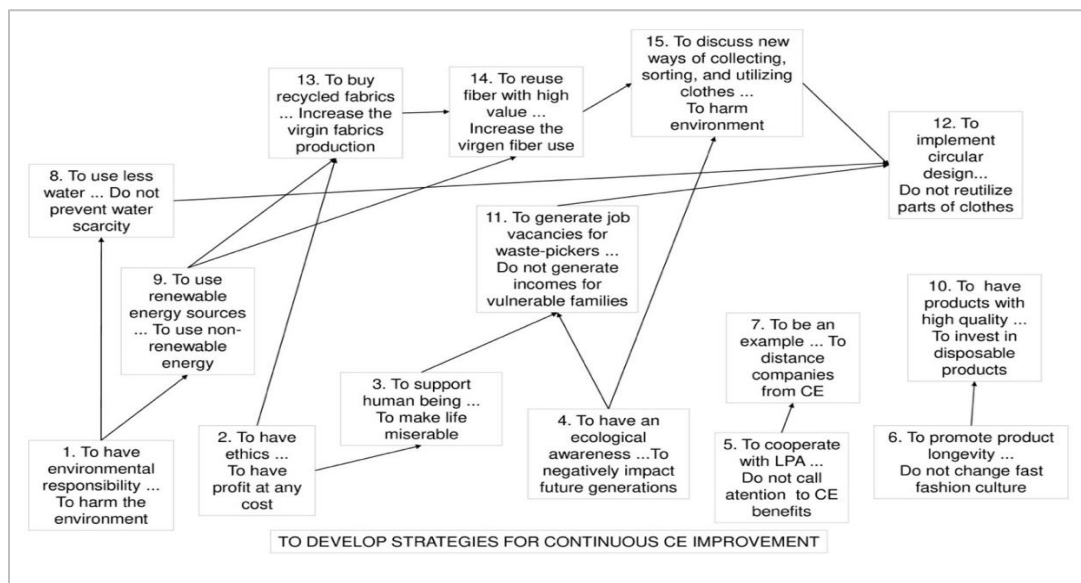 15. To discuss new
ways of collecting,
sorting, and utilizing
clothes ...
To harm
environment
13. To buy
recycled fabrics
... Increase the
virgin fabrics
production
14. To reuse
fiber with high
value ...
Increase the
virgen fiber use
12. To
implement
circular
design...
Do not reutilize
parts of clothes
8. To use less
water ... Do not
prevent water
scarcity
11. To generate job
vacancies for
waste-pickers ...
Do not generate
incomes for
vulnerable families
9. To use
renewable
energy sources
... To use non-
renewable
energy
10. To have
products with
high quality ...
To invest in
disposable
products
7. To be an
example ... To
distance
companies
from CE
3. To support
human being ...
To make life
miserable
4. To have an
ecological
awareness ...To
negatively impact
future generations
2. To have
ethics ...
To have
profit at any
cost
1. To have
environmental
responsibility ...
To harm the
environment
5. To cooperate
with LPA ...
Do not call
atention to CE
benefits
6. To promote product
longevity ...
Do not change fast
fashion culture
TO DEVELOP STRATEGIES FOR CONTINUOUS CE IMPROVEMENT